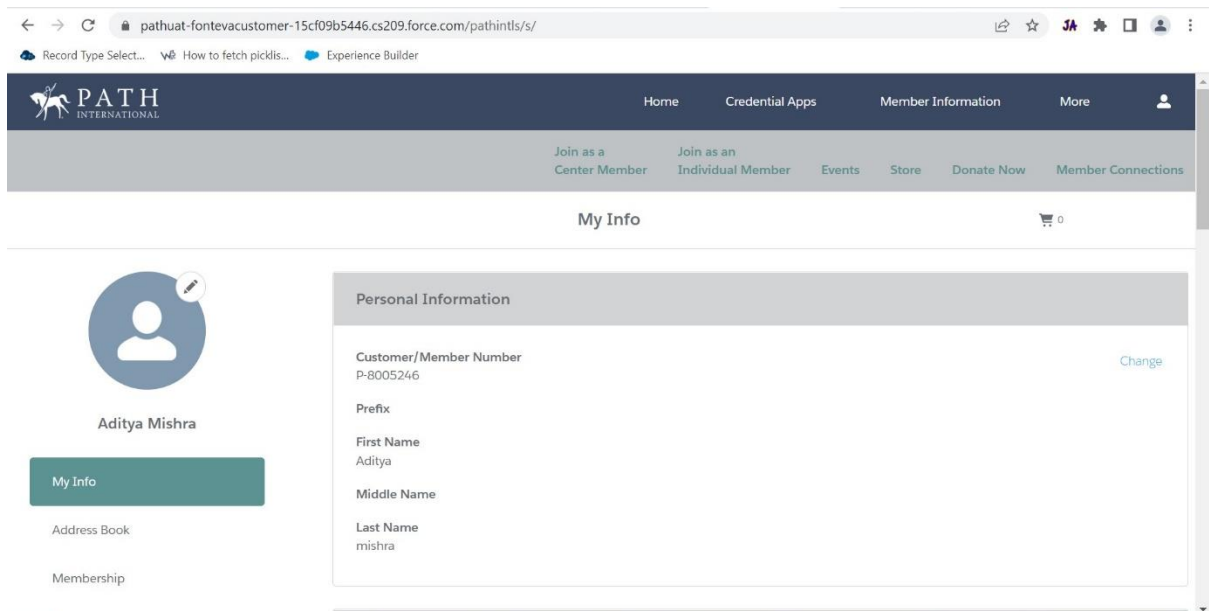 pathuat-fontevacustomer-15cf09b5446.cs209.force.com/pathintls/s/
JA
Record Type Select... How to fetch picklis... Experience Builder
PATH
INTERNATIONAL
Home Credential Apps Member Information More
Join as a
Center Member
Join as an
Individual Member
Events Store Donate Now Member Connections
My Info
0
Personal Information
Customer/Member Number
P-8005246
Change
Prefix
First Name
Aditya
Middle Name
Last Name
mishra
Aditya Mishra
My Info
Address Book
Membership